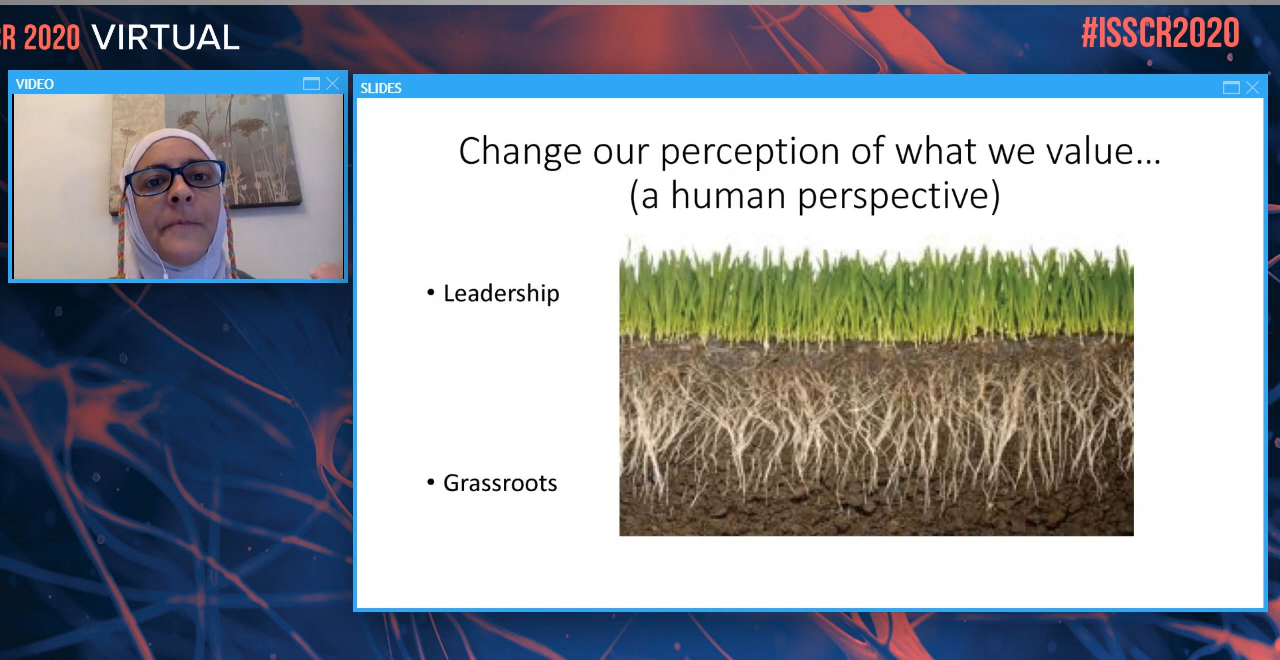 R 2020 VIRTUAL
#ISSCR2020
VIDEO
SLIDES
Change our perception of what we value...
(a human perspective)
• Leadership
• Grassroots